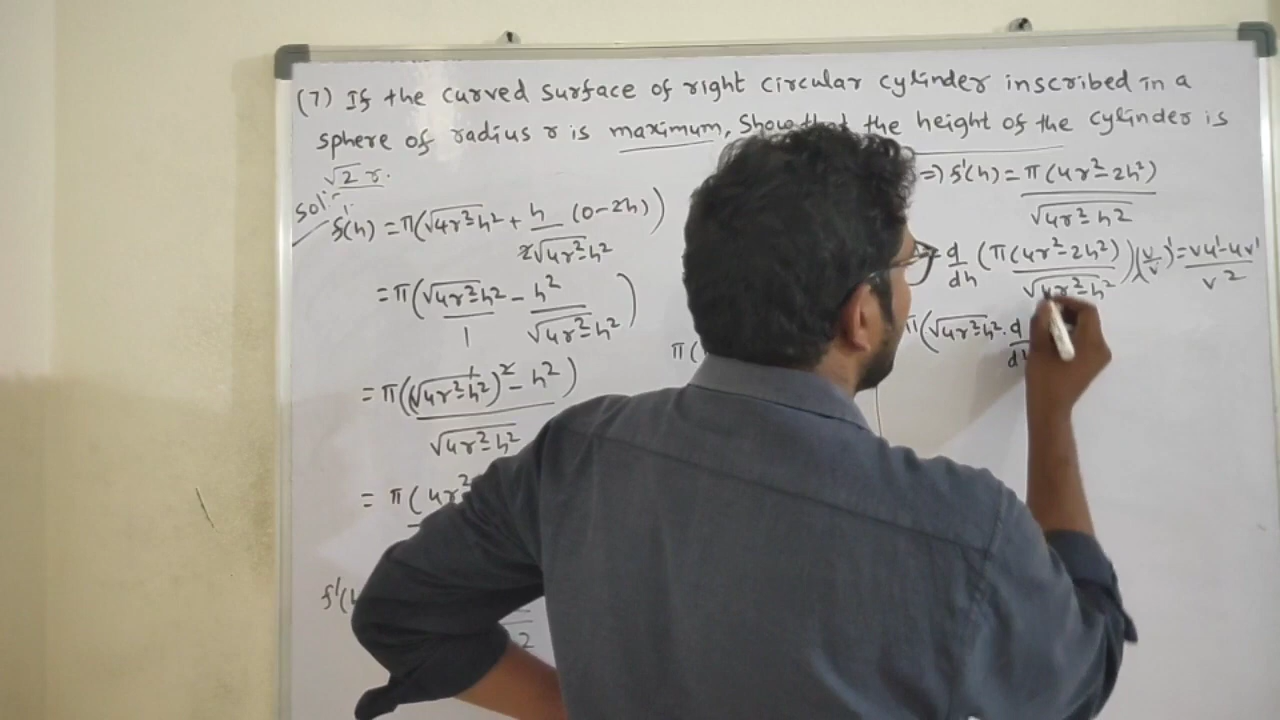 (7) If the curved surface of right circular cylinder inscribed in a
sphere of radius r is maximum, Show that the height of the cylinder is
√2 r.
Sol:-
f'(h) = π(√4r²-h² + h/2√4r²-h² (0-2h))
= π(√4r²-h²/1 - h²/√4r²-h²)
= π((√4r²-h²)² - h²)/√4r²-h²
= π(4r²
f'(h
2
π(
=) f'(h) = π(4r²-2h²)/√4r²-h²
= d/dh (π(4r²-2h²)/√4r²-h²) (u/v)' = vu'-uv'/v²
π(√4r²-h². d/dh